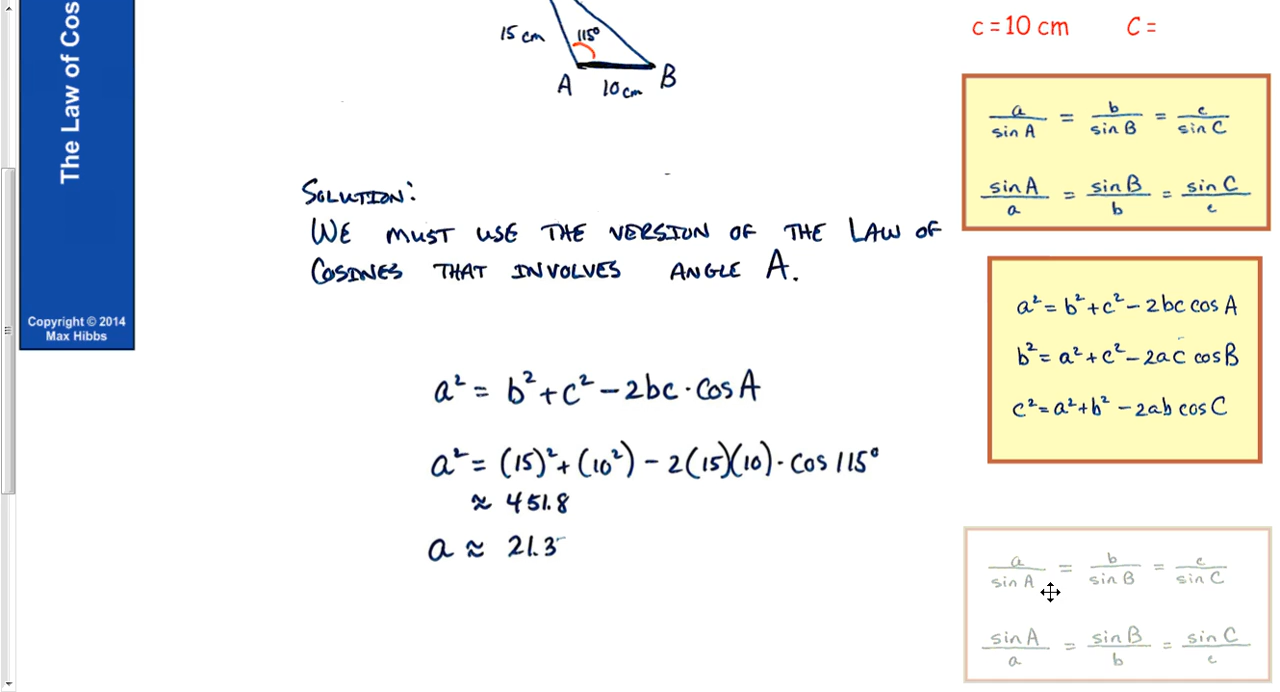 The Law of Cos
Copyright © 2014
Max Hibbs
15 cm
115°
A
10 cm
B
c = 10 cm C =
a/sin A = b/sin B = c/sin C
sin A/a = sin B/b = sin C/c
SOLUTION:
WE MUST USE THE VERSION OF THE LAW OF
COSINES THAT INVOLVES ANGLE A.
a² = b² + c² - 2bc cos A
b² = a² + c² - 2ac cos B
c² = a² + b² - 2ab cos C
a² = b² + c² - 2bc · cos A
a² = (15)² + (10²) - 2(15)(10) · cos 115°
≈ 451.8
a ≈ 21.3
a/sin A = b/sin B = c/sin C
sin A/a = sin B/b = sin C/c